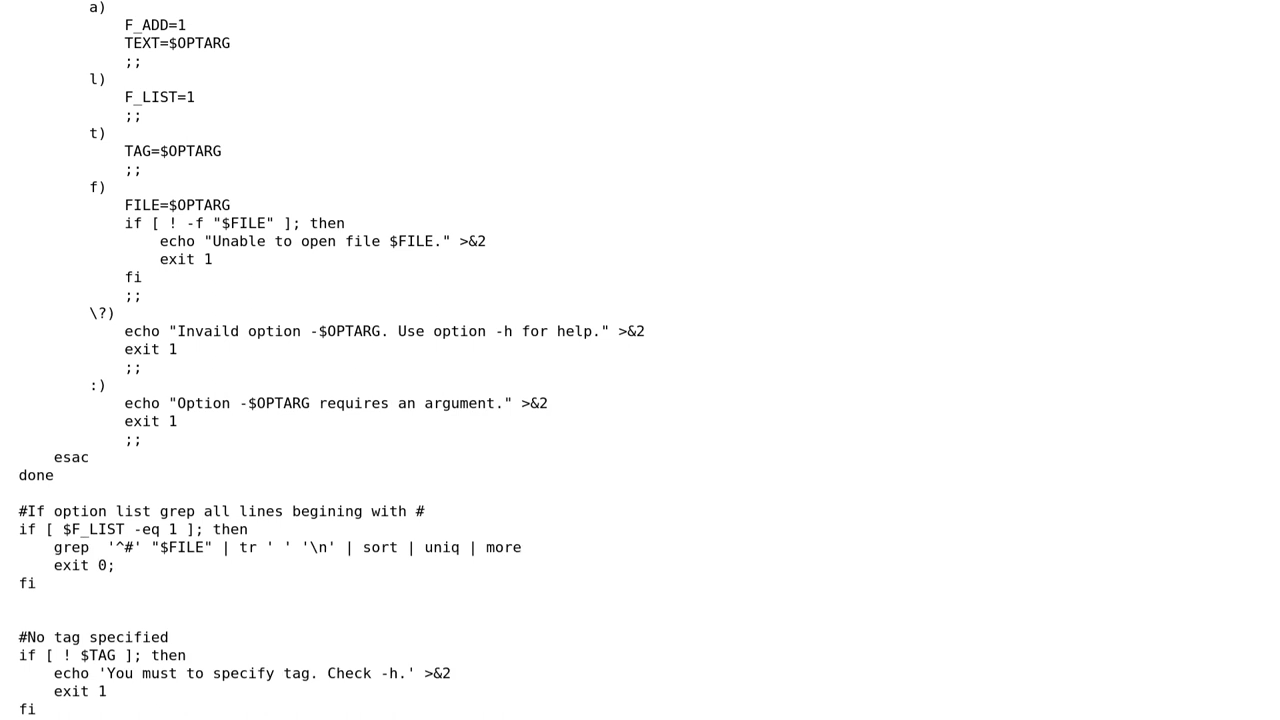 a)
F_ADD=1
TEXT=$OPTARG
;;
l)
F_LIST=1
;;
t)
TAG=$OPTARG
;;
f)
FILE=$OPTARG
if [ ! -f "$FILE" ]; then
echo "Unable to open file $FILE." >&2
exit 1
fi
;;
\?)
echo "Invaild option -$OPTARG. Use option -h for help." >&2
exit 1
;;
:)
echo "Option -$OPTARG requires an argument." >&2
exit 1
;;
esac
done
#If option list grep all lines begining with #
if [ $F_LIST -eq 1 ]; then
grep  '^#' "$FILE" | tr ' ' '\n' | sort | uniq | more
exit 0;
fi
#No tag specified
if [ ! $TAG ]; then
echo 'You must to specify tag. Check -h.' >&2
exit 1
fi